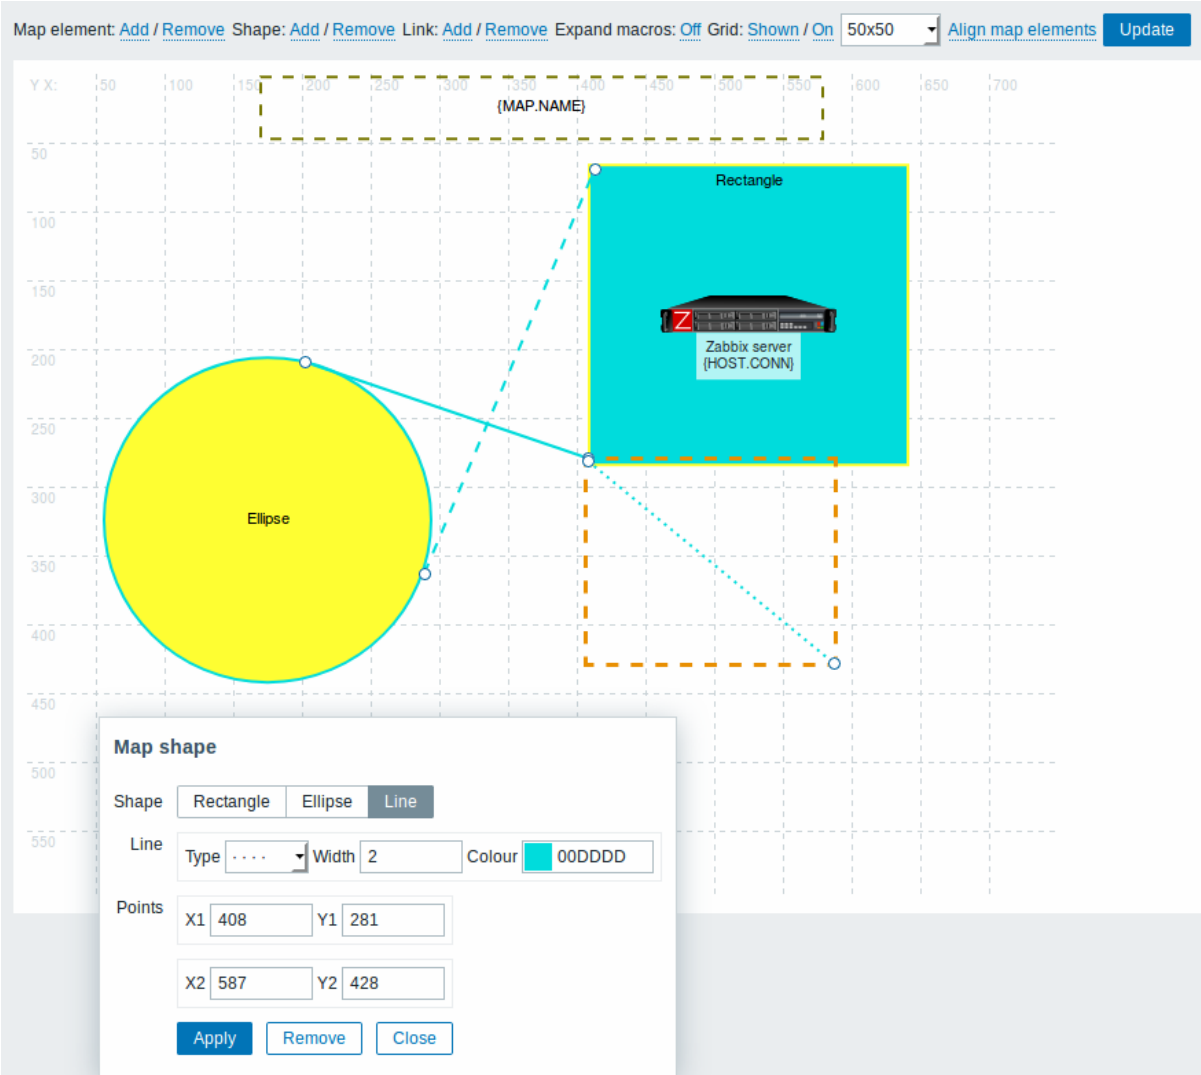 Map element: Add / Remove Shape: Add / Remove Link: Add / Remove Expand macros: Off Grid: Shown / On 50x50 Align map elements Update
Y X: 50 100 150 200 250 300 350 400 450 500 550 600 650 700
{MAP.NAME}
50
Rectangle
100
150
Z
200
Zabbix server
{HOST.CONN}
250
300
Ellipse
350
400
450
500
550
Map shape
Shape Rectangle Ellipse Line
Line Type Width 2 Colour 00DDDD
Points X1 408 Y1 281
X2 587 Y2 428
Apply Remove Close